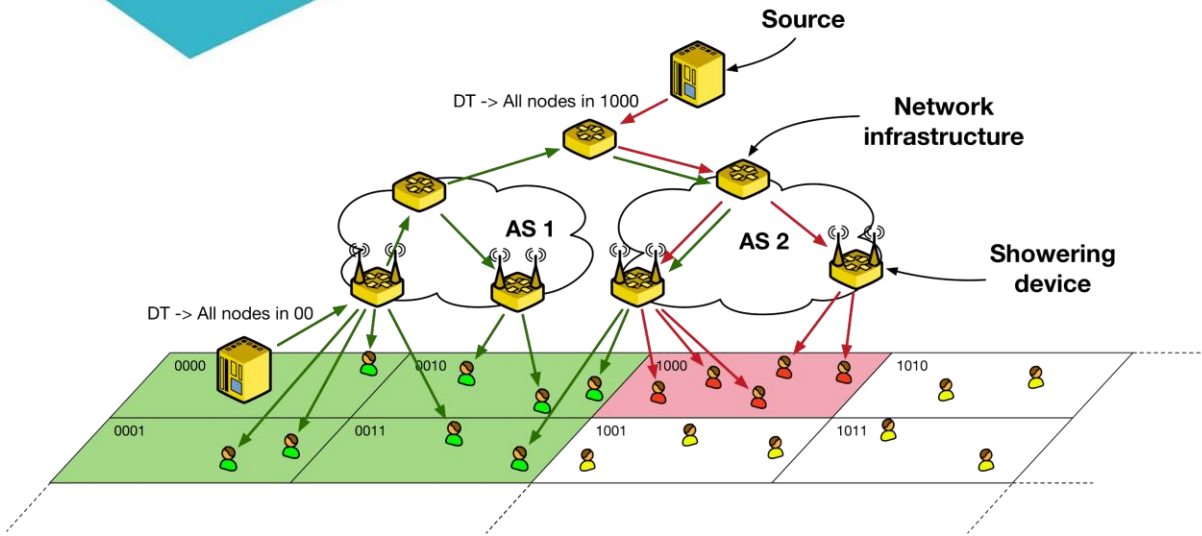 Source
DT -> All nodes in 1000
Network
infrastructure
AS 1
AS 2
Showering
device
DT -> All nodes in 00
0000
0010
1000
1010
0001
0011
1001
1011